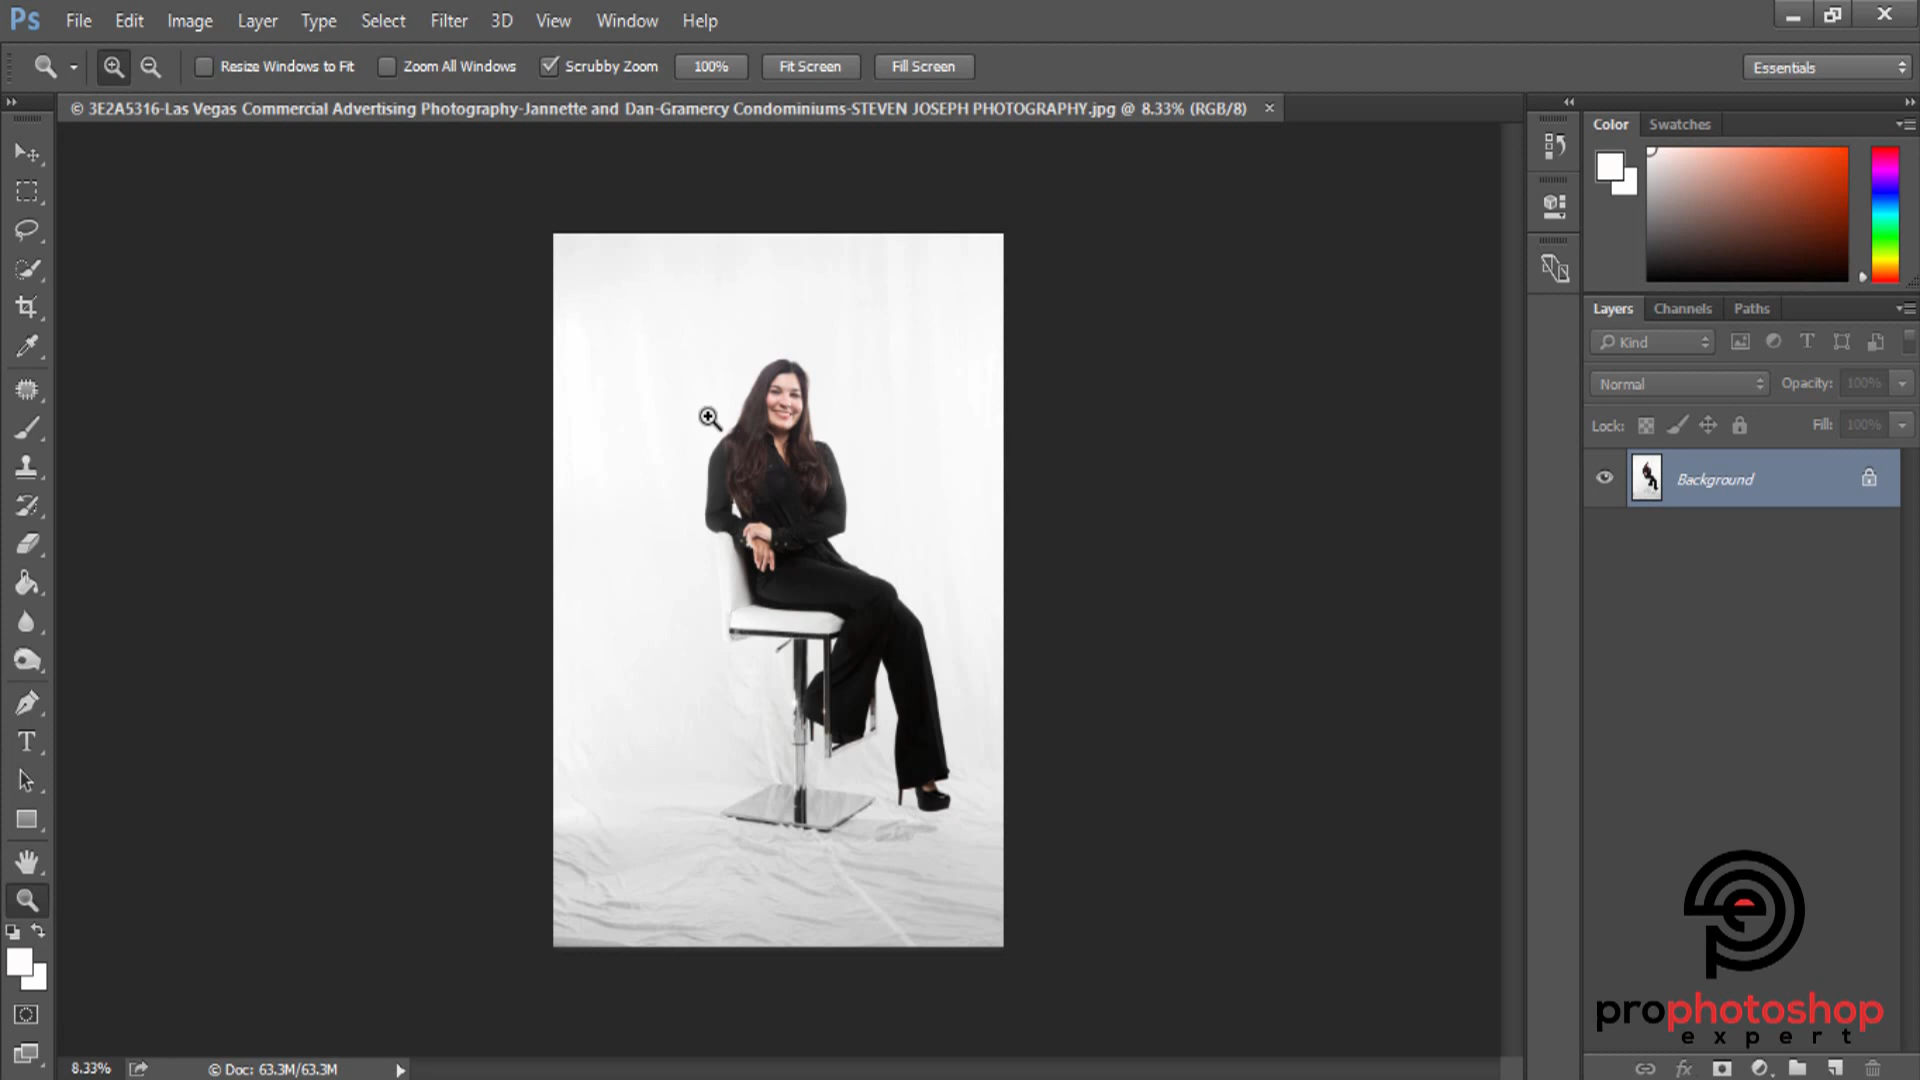 Ps File Edit Image Layer Type Select Filter 3D View Window Help
Resize Windows to Fit Zoom All Windows Scrubby Zoom 100% Fit Screen Fill Screen Essentials
© 3E2A5316-Las Vegas Commercial Advertising Photography-Jannette and Dan-Gramercy Condominiums-STEVEN JOSEPH PHOTOGRAPHY.jpg @ 8.33% (RGB/8) ×
Color Swatches
Layers Channels Paths
Kind
Normal Opacity: 100%
Lock: Fill: 100%
Background
prophotoshop
expert
8.33% © Doc: 63.3M/63.3M
fx